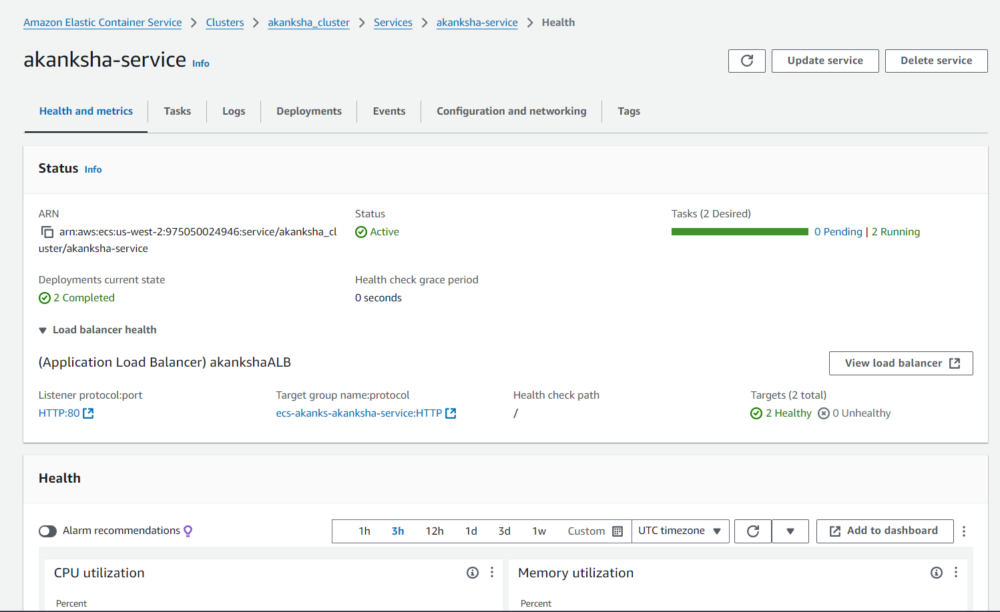 Amazon Elastic Container Service > Clusters > akanksha_cluster > Services > akanksha-service > Health
akanksha-service Info
Update service Delete service
Health and metrics Tasks Logs Deployments Events Configuration and networking Tags
Status Info
ARN
arn:aws:ecs:us-west-2:975050024946:service/akanksha_cl
uster/akanksha-service
Status
Active
Tasks (2 Desired)
0 Pending | 2 Running
Deployments current state
2 Completed
Health check grace period
0 seconds
Load balancer health
(Application Load Balancer) akankshaALB
View load balancer
Listener protocol:port
HTTP:80
Target group name:protocol
ecs-akanks-akanksha-service:HTTP
Health check path
/
Targets (2 total)
2 Healthy 0 Unhealthy
Health
Alarm recommendations
1h 3h 12h 1d 3d 1w Custom UTC timezone Add to dashboard
CPU utilization
Percent
Memory utilization
Percent